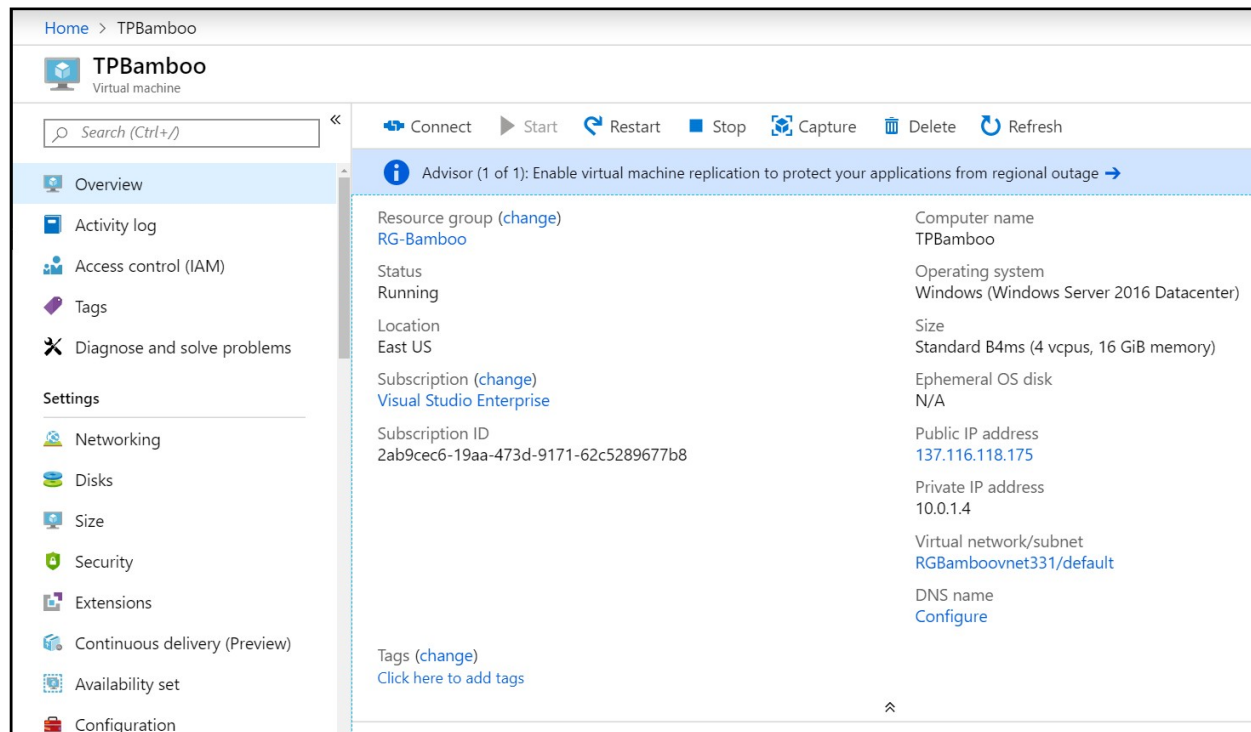 Home > TPBamboo
TPBamboo
Virtual machine
Search (Ctrl+/)
«
Overview
Activity log
Access control (IAM)
Tags
Diagnose and solve problems
Settings
Networking
Disks
Size
Security
Extensions
Continuous delivery (Preview)
Availability set
Configuration
Connect Start Restart Stop Capture Delete Refresh
Advisor (1 of 1): Enable virtual machine replication to protect your applications from regional outage →
Resource group (change)
RG-Bamboo
Status
Running
Location
East US
Subscription (change)
Visual Studio Enterprise
Subscription ID
2ab9cec6-19aa-473d-9171-62c5289677b8
Computer name
TPBamboo
Operating system
Windows (Windows Server 2016 Datacenter)
Size
Standard B4ms (4 vcpus, 16 GiB memory)
Ephemeral OS disk
N/A
Public IP address
137.116.118.175
Private IP address
10.0.1.4
Virtual network/subnet
RGBamboovnet331/default
DNS name
Configure
Tags (change)
Click here to add tags